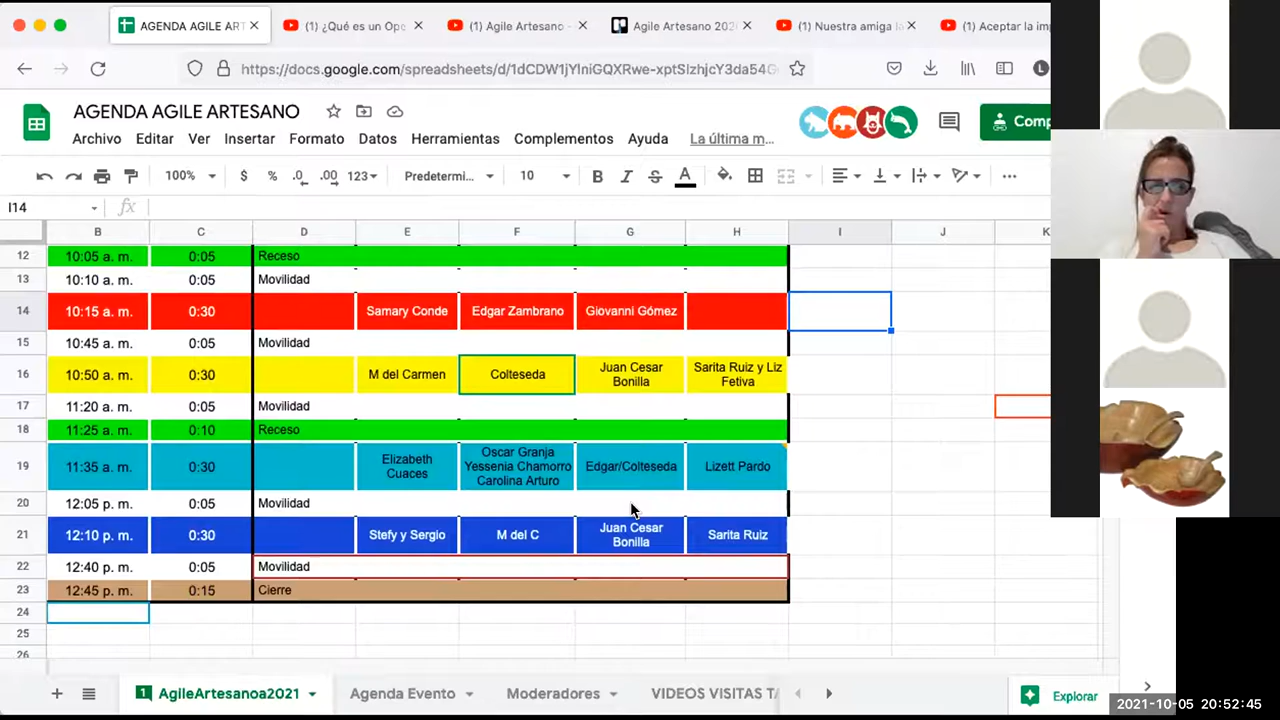 AGENDA AGILE ART
(1) ¿Qué es un Opc
(1) Agile Artesano -
Agile Artesano 202
(1) Nuestra amiga l
(1) Aceptar la imp
https://docs.google.com/spreadsheets/d/
L
AGENDA AGILE ARTESANO
Archivo Editar Ver Insertar Formato Datos Herramientas Complementos Ayuda La última m...
Comp
100% $ % .0 .00 123 Predetermi... 10 B I S A
I14 fx
B C D E F G H I J K
12 10:05 a. m. 0:05 Receso
13 10:10 a. m. 0:05 Movilidad
14 10:15 a. m. 0:30 Samary Conde Edgar Zambrano Giovanni Gómez
15 10:45 a. m. 0:05 Movilidad
16 10:50 a. m. 0:30 M del Carmen Colteseda Juan Cesar Bonilla Sarita Ruiz y Liz Fetiva
17 11:20 a. m. 0:05 Movilidad
18 11:25 a. m. 0:10 Receso
19 11:35 a. m. 0:30 Elizabeth Cuaces Oscar Granja Yessenia Chamorro Carolina Arturo Edgar/Colteseda Lizett Pardo
20 12:05 p. m. 0:05 Movilidad
21 12:10 p. m. 0:30 Stefy y Sergio M del C Juan Cesar Bonilla Sarita Ruiz
22 12:40 p. m. 0:05 Movilidad
23 12:45 p. m. 0:15 Cierre
24
25
26
1 AgileArtesanoa2021 Agenda Evento Moderadores VIDEOS VISITAS TA
Explorar
2021-10-05 20:52:45